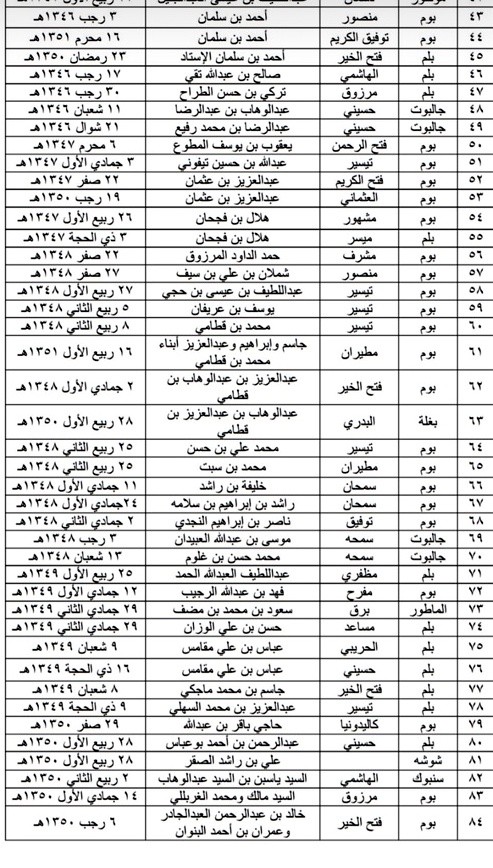 ٤٣ بوم منصور أحمد بن سلمان ٣ رجب ١٣٤٦هـ
٤٤ بوم توفيق الكريم أحمد بن سلمان ١٦ محرم ١٣٥١هـ
٤٥ بلم فتح الخير أحمد بن سلمان الإستاد ٢٣ رمضان ١٣٥٠هـ
٤٦ بلم الهاشمي صالح بن عبدالله تقي ١٧ رجب ١٣٤٦هـ
٤٧ بلم مرزوق تركي بن حسن الطراح ٣٠ رجب ١٣٤٦هـ
٤٨ جالبوت حسيني عبدالوهاب بن عبدالرضا ١١ شعبان ١٣٤٦هـ
٤٩ جالبوت حسيني عبدالرضا بن محمد رفيع ٢١ شوال ١٣٤٦هـ
٥٠ بوم فتح الرحمن يعقوب بن يوسف المطوع ٦ محرم ١٣٤٧هـ
٥١ بوم تيسير عبدالله بن حسين تيفوني ٣ جمادي الأول ١٣٤٧هـ
٥٢ بوم فتح الكريم عبدالعزيز بن عثمان ٢٢ صفر ١٣٤٧هـ
٥٣ بوم العثماني عبدالعزيز بن عثمان ١٩ رجب ١٣٥٠هـ
٥٤ بوم مشهور هلال بن فجحان ٢٦ ربيع الأول ١٣٤٧هـ
٥٥ بلم ميسر هلال بن فجحان ٣ ذي الحجة ١٣٤٧هـ
٥٦ بوم مشرف حمد الداود المرزوق ٢٢ صفر ١٣٤٨هـ
٥٧ بوم منصور شملان بن علي بن سيف ٢٧ صفر ١٣٤٨هـ
٥٨ بوم تيسير عبداللطيف بن عيسى بن حجي ٢٧ ربيع الأول ١٣٤٨هـ
٥٩ بوم تيسير يوسف بن عريفان ٥ ربيع الثاني ١٣٤٨هـ
٦٠ بوم تيسير محمد بن قطامي ٨ ربيع الثاني ١٣٤٨هـ
٦١ بوم مطيران جاسم وإبراهيم وعبدالعزيز أبناء ١٦ ربيع الأول ١٣٥١هـ
محمد بن قطامي
٦٢ بوم فتح الخير عبدالعزيز بن عبدالوهاب بن ٢ جمادي الأول ١٣٤٨هـ
قطامي
٦٣ بغلة البدري عبدالوهاب بن عبدالعزيز بن ٢٨ ربيع الأول ١٣٥٠هـ
قطامي
٦٤ بوم تيسير محمد علي بن حسن ٢٥ ربيع الثاني ١٣٤٨هـ
٦٥ بوم مطيران محمد بن سبت ٢٥ ربيع الثاني ١٣٤٨هـ
٦٦ بوم سمحان خليفة بن راشد ١١ جمادي الأول ١٣٤٨هـ
٦٧ بوم سمحان راشد بن إبراهيم بن سلامه ٢٤جمادي الأول ١٣٤٨هـ
٦٨ بوم توفيق ناصر بن إبراهيم النجدي ٢ جمادي الثاني ١٣٤٨هـ
٦٩ جالبوت سمحه موسى بن عبدالله العبيدان ٣ رجب ١٣٤٨هـ
٧٠ جالبوت سمحه محمد حسن بن غلوم ١٣ شعبان ١٣٤٨هـ
٧١ بلم مظفري عبداللطيف العبدالله الحمد ٢٥ ربيع الأول ١٣٤٩هـ
٧٢ بوم مفرح فهد بن عبدالله الرجيب ١٢ جمادي الأول ١٣٤٩هـ
٧٣ الماطور برق سعود بن محمد بن مضف ٢٩ جمادي الثاني ١٣٤٩هـ
٧٤ بلم مساعد حسن بن علي الوزان ٢٩ جمادي الثاني ١٣٤٩هـ
٧٥ بلم الحريبي عباس بن علي مقامس ٩ شعبان ١٣٤٩هـ
٧٦ بلم حسيني عباس بن علي مقامس ١٦ ذي الحجة ١٣٤٩هـ
٧٧ بلم فتح الخير جاسم بن محمد ماجكي ٨ شعبان ١٣٤٩هـ
٧٨ بلم تيسير عبدالعزيز بن محمد السهلي ٩ ذي الحجة ١٣٤٩هـ
٧٩ بوم كاليدونيا حاجي باقر بن عبدالله ٢٩ صفر ١٣٥٠هـ
٨٠ بلم حسيني عبدالرحمن بن أحمد بوعباس ٢٨ ربيع الأول ١٣٥٠هـ
٨١ شوشه علي بن راشد الصقر ٢٨ ربيع الأول ١٣٥٠هـ
٨٢ سنبوك الهاشمي السيد ياسين بن السيد عبدالوهاب ٢ ربيع الثاني ١٣٥٠هـ
٨٣ بوم مرزوق السيد مالك ومحمد الغربللي ١٤ جمادي الأول ١٣٥٠هـ
٨٤ بوم فتح الخير خالد بن عبدالرحمن العبدالجادر ٦ رجب ١٣٥٠هـ
وعمران بن أحمد البنوان